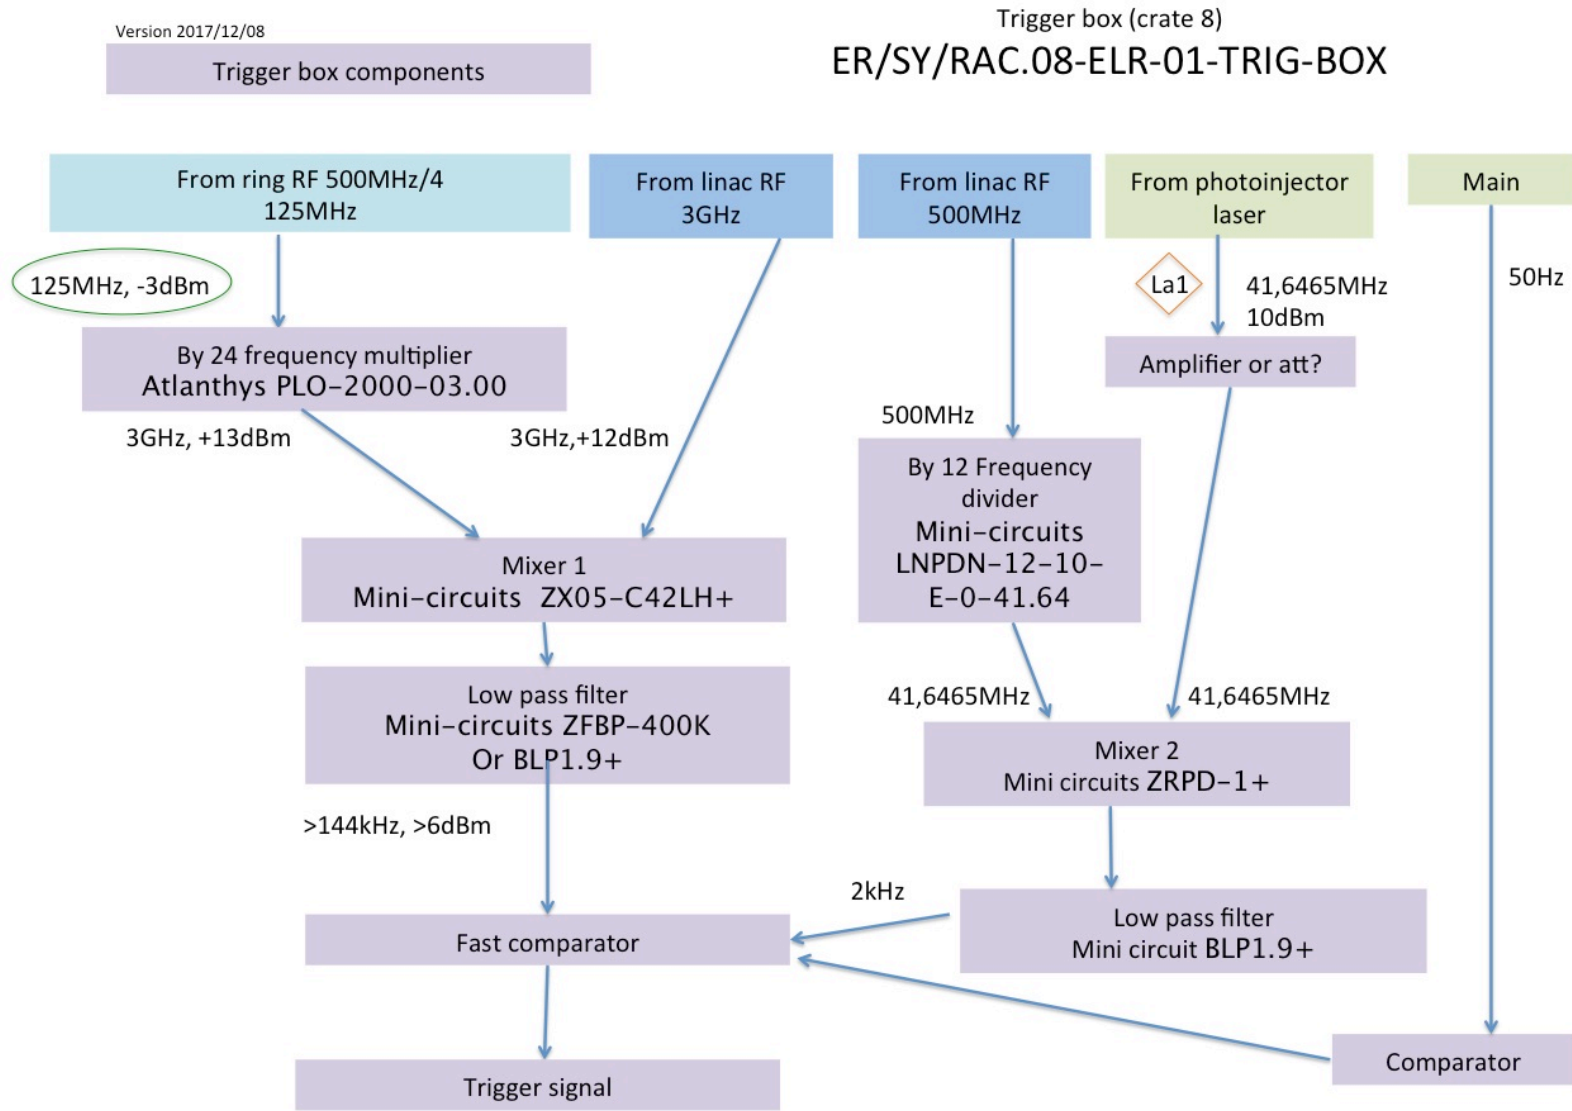 Version 2017/12/08
Trigger box components
Trigger box (crate 8)
ER/SY/RAC.08-ELR-01-TRIG-BOX
From ring RF 500MHz/4
125MHz
From linac RF
3GHz
From linac RF
500MHz
From photoinjector
laser
Main
125MHz, -3dBm
La1
41,6465MHz
10dBm
50Hz
By 24 frequency multiplier
Atlanthys PLO-2000-03.00
Amplifier or att?
3GHz, +13dBm
3GHz,+12dBm
500MHz
By 12 Frequency
divider
Mini-circuits
LNPDN-12-10-
E-0-41.64
Mixer 1
Mini-circuits ZX05-C42LH+
Low pass filter
Mini-circuits ZFBP-400K
Or BLP1.9+
41,6465MHz
41,6465MHz
Mixer 2
Mini circuits ZRPD-1+
>144kHz, >6dBm
2kHz
Low pass filter
Mini circuit BLP1.9+
Fast comparator
Comparator
Trigger signal